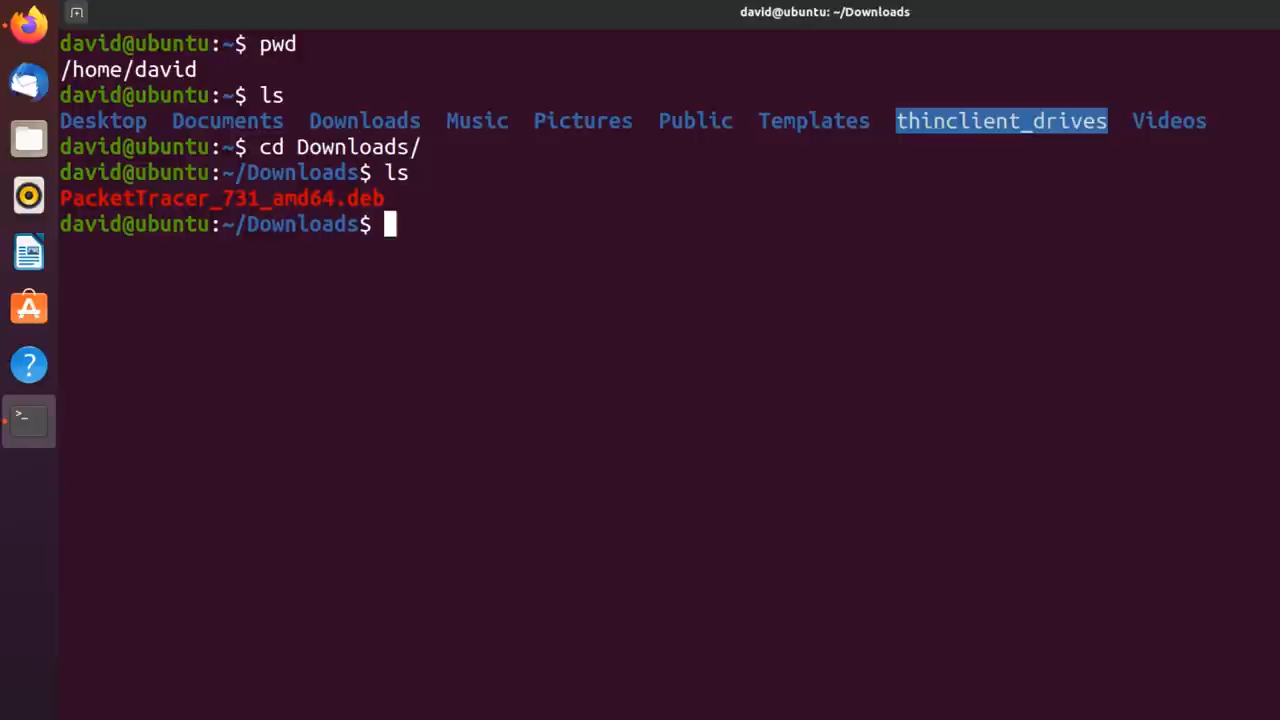 david@ubuntu: ~/Downloads
david@ubuntu:~$ pwd
/home/david
david@ubuntu:~$ ls
Desktop Documents Downloads Music Pictures Public Templates thinclient_drives Videos
david@ubuntu:~$ cd Downloads/
david@ubuntu:~/Downloads$ ls
PacketTracer_731_amd64.deb
david@ubuntu:~/Downloads$